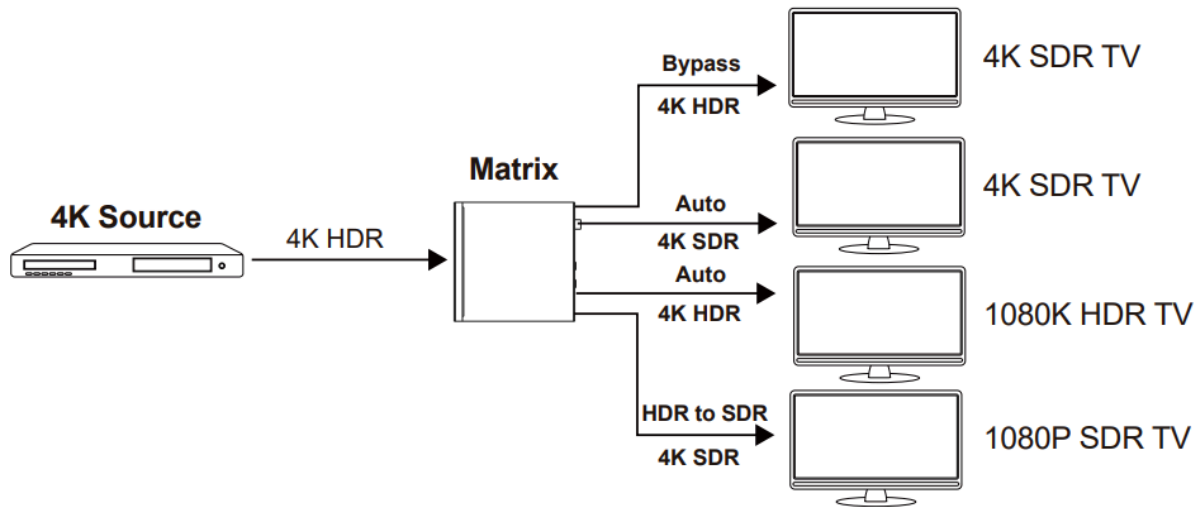 4K Source
4K HDR
Matrix
Bypass
4K HDR
4K SDR TV
Auto
4K SDR
4K SDR TV
Auto
4K HDR
1080K HDR TV
HDR to SDR
4K SDR
1080P SDR TV